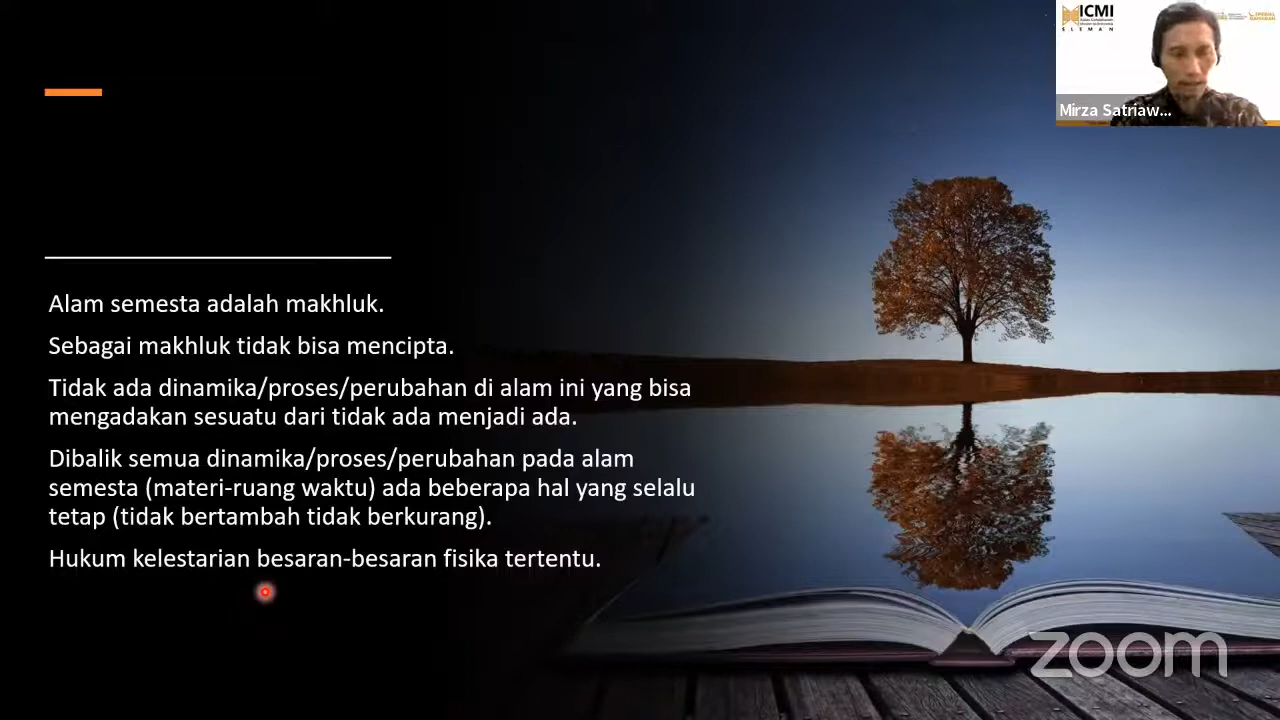 ICMI
SLEMAN
Mirza Satriaw...
Alam semesta adalah makhluk.
Sebagai makhluk tidak bisa mencipta.
Tidak ada dinamika/proses/perubahan di alam ini yang bisa
mengadakan sesuatu dari tidak ada menjadi ada.
Dibalik semua dinamika/proses/perubahan pada alam
semesta (materi-ruang waktu) ada beberapa hal yang selalu
tetap (tidak bertambah tidak berkurang).
Hukum kelestarian besaran-besaran fisika tertentu.
zoom